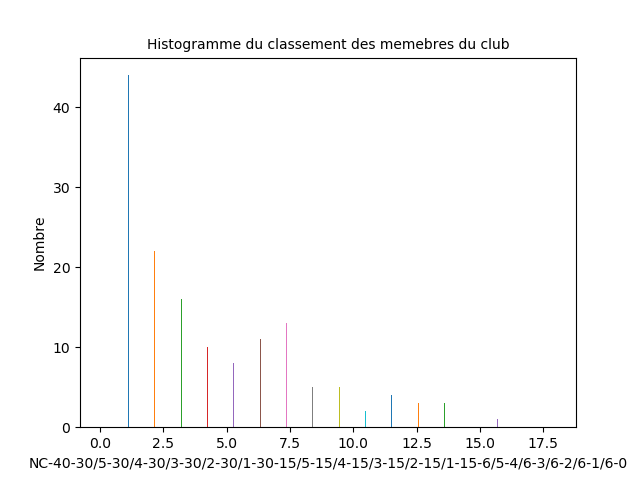 Histogramme du classement des memebres du club
Nombre
40
30
20
10
0
0.0 2.5 5.0 7.5 10.0 12.5 15.0 17.5
NC-40-30/5-30/4-30/3-30/2-30/1-30-15/5-15/4-15/3-15/2-15/1-15-6/5-4/6-3/6-2/6-1/6-0